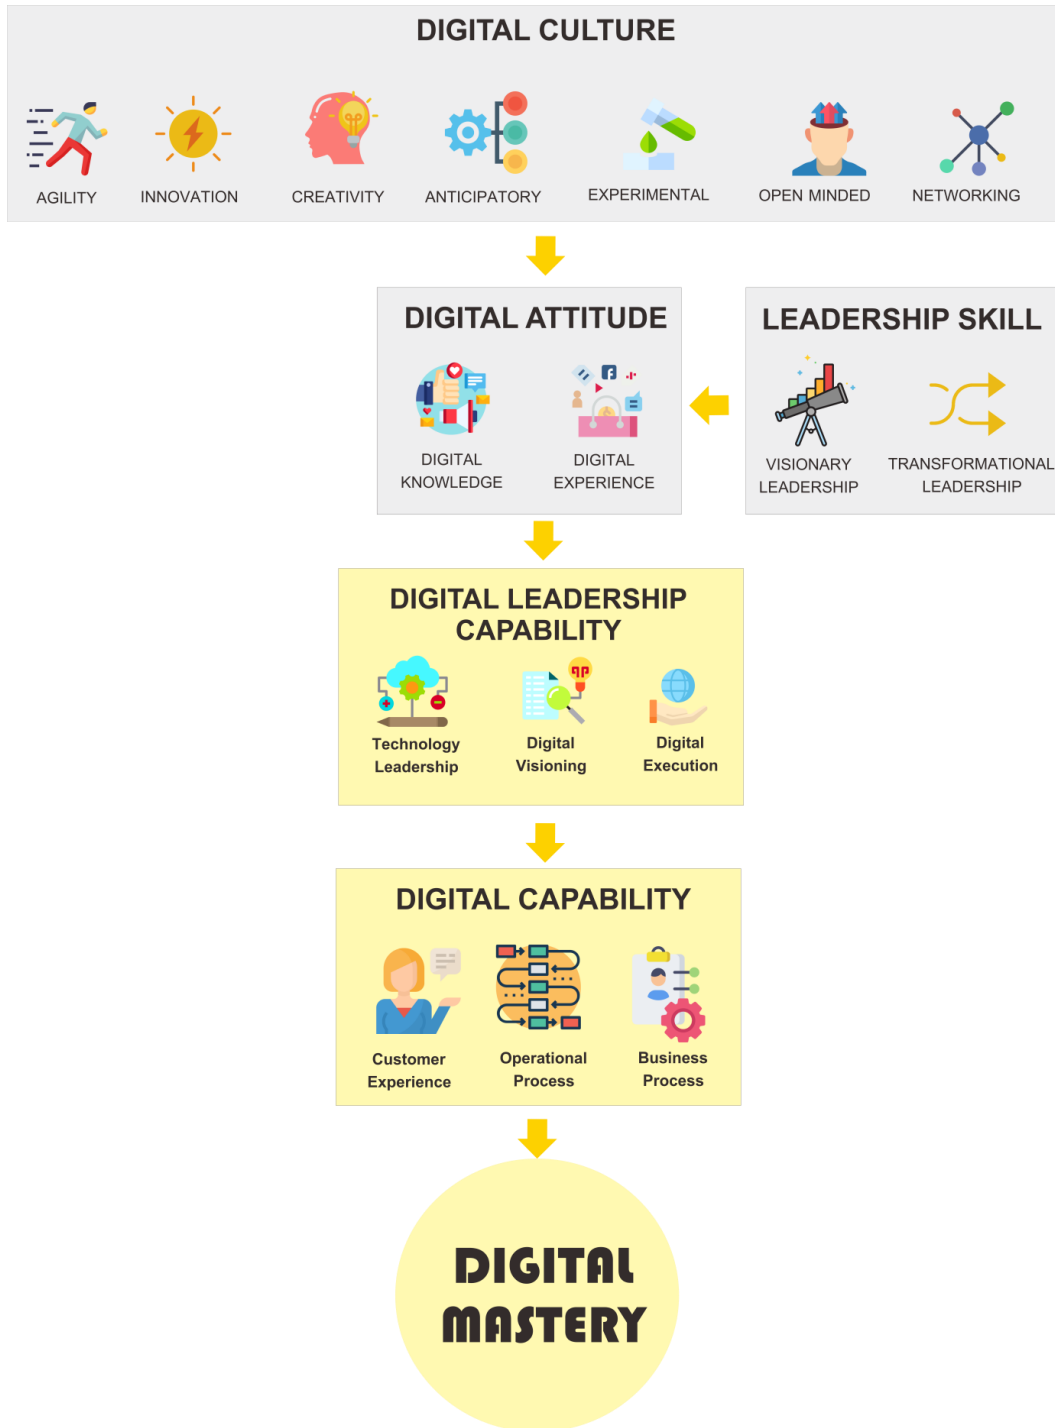 DIGITAL CULTURE
AGILITY
INNOVATION
CREATIVITY
ANTICIPATORY
EXPERIMENTAL
OPEN MINDED
NETWORKING
DIGITAL ATTITUDE
DIGITAL
KNOWLEDGE
DIGITAL
EXPERIENCE
LEADERSHIP SKILL
VISIONARY
LEADERSHIP
TRANSFORMATIONAL
LEADERSHIP
DIGITAL LEADERSHIP
CAPABILITY
Technology
Leadership
Digital
Visioning
Digital
Execution
DIGITAL CAPABILITY
Customer
Experience
Operational
Process
Business
Process
DIGITAL
MASTERY